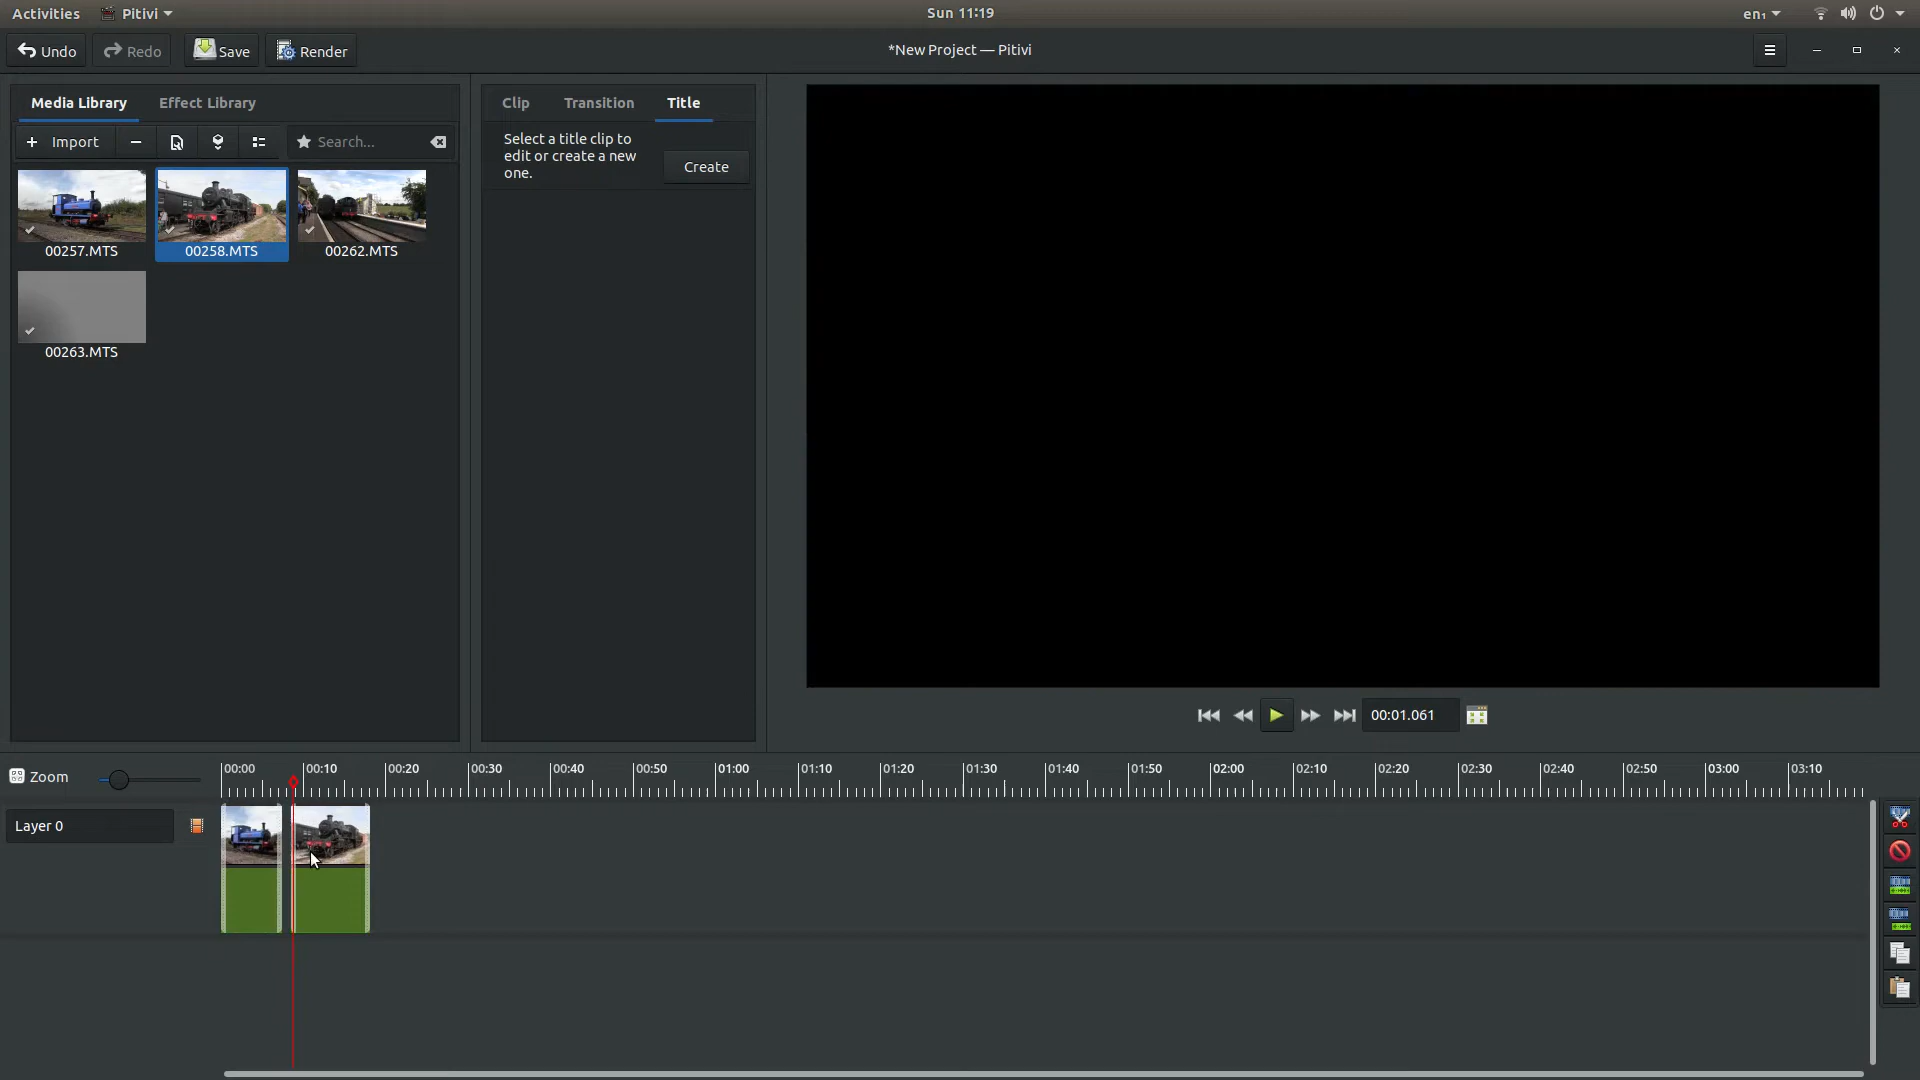 Activities Pitivi Sun 11:19 en₁
Undo Redo Save Render *New Project — Pitivi
Media Library Effect Library Clip Transition Title
Import Search...
Select a title clip to
edit or create a new
one.
Create
00257.MTS 00258.MTS 00262.MTS
00263.MTS
00:01.061
Zoom 00:00 00:10 00:20 00:30 00:40 00:50 01:00 01:10 01:20 01:30 01:40 01:50 02:00 02:10 02:20 02:30 02:40 02:50 03:00 03:10
Layer 0